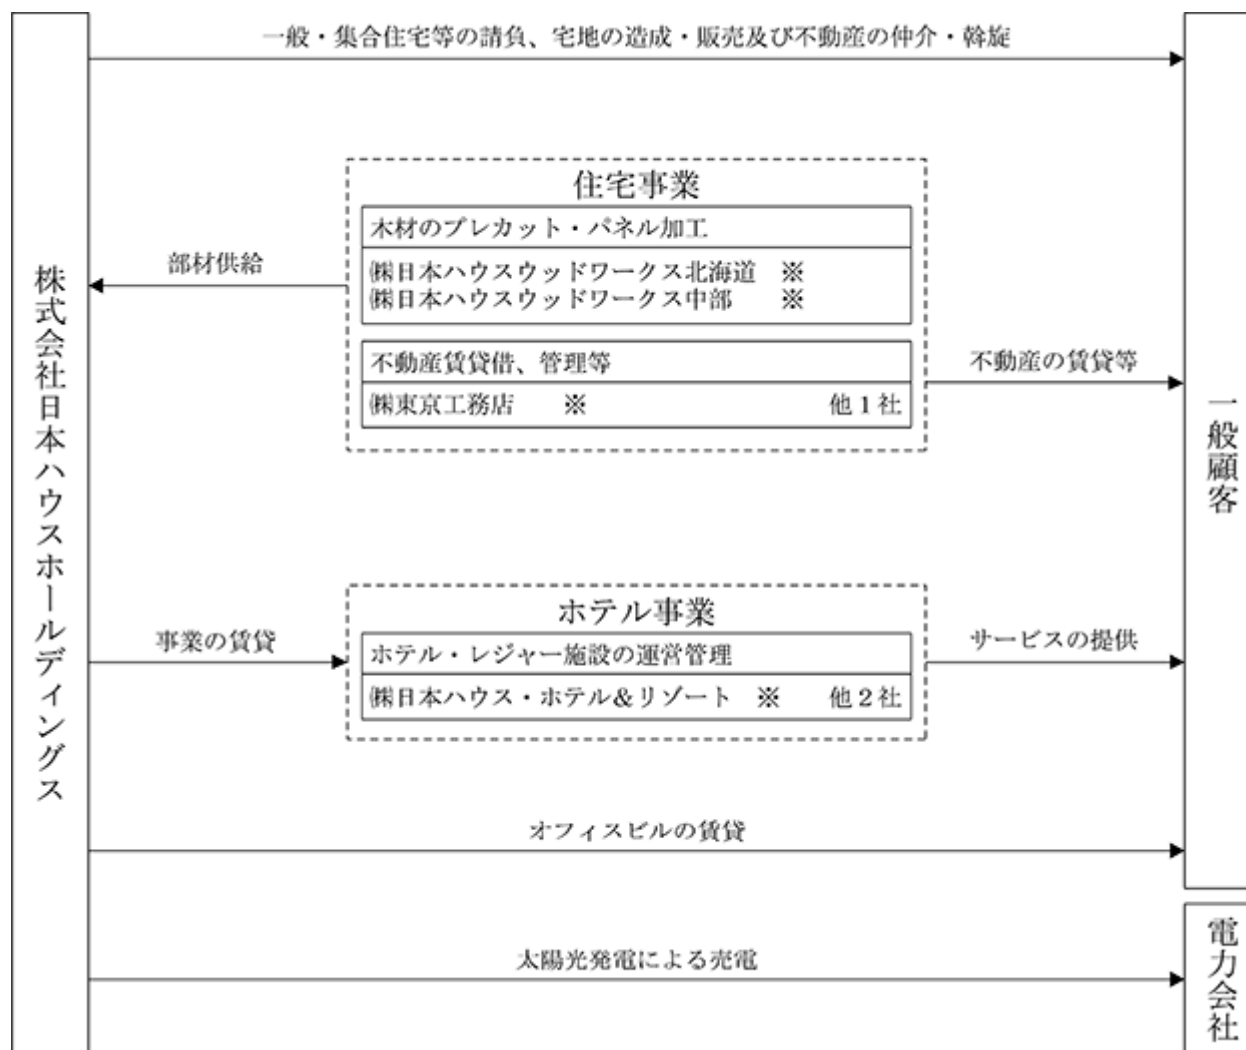 一般・集合住宅等の請負、宅地の造成・販売及び不動産の仲介・斡旋
株式会社日本ハウスホールディングス
住宅事業
木材のプレカット・パネル加工
㈱日本ハウスウッドワークス北海道　※
㈱日本ハウスウッドワークス中部　※
部材供給
不動産賃貸借、管理等
㈱東京工務店　※　他１社
不動産の賃貸等
一般顧客
ホテル事業
事業の賃貸
ホテル・レジャー施設の運営管理
㈱日本ハウス・ホテル＆リゾート　※　他２社
サービスの提供
オフィスビルの賃貸
太陽光発電による売電
電力会社